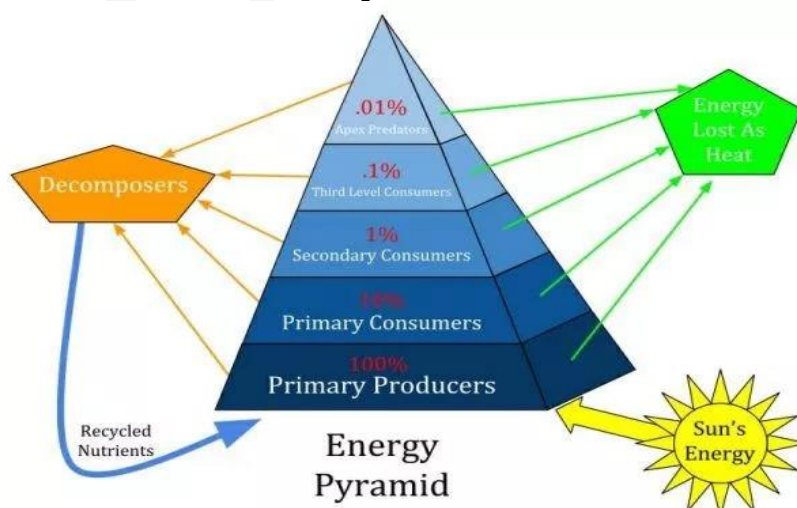 .01%
Apex Predators
Energy
Lost As
Heat
Decomposers
.1%
Third Level Consumers
1%
Secondary Consumers
10%
Primary Consumers
100%
Primary Producers
Recycled
Nutrients
Energy
Pyramid
Sun's
Energy